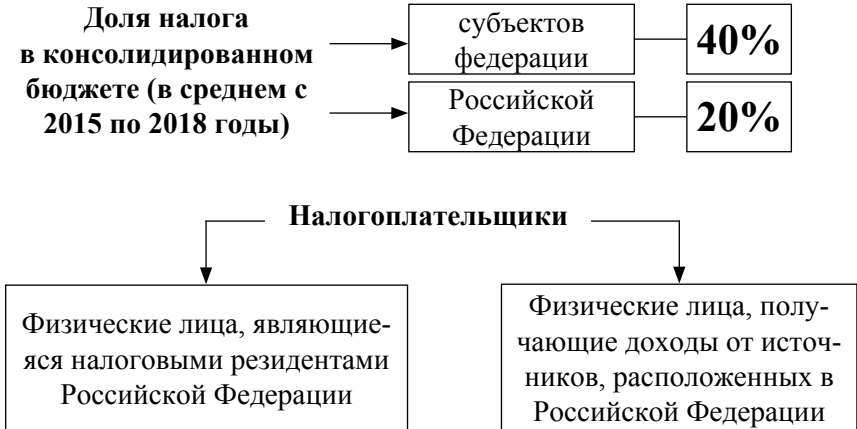 Доля налога
в консолидированном
бюджете (в среднем с
2015 по 2018 годы)
субъектов
федерации
40%
Российской
Федерации
20%
Налогоплательщики
Физические лица, являющие-
яся налоговыми резидентами
Российской Федерации
Физические лица, полу-
чающие доходы от источ-
ников, расположенных в
Российской Федерации